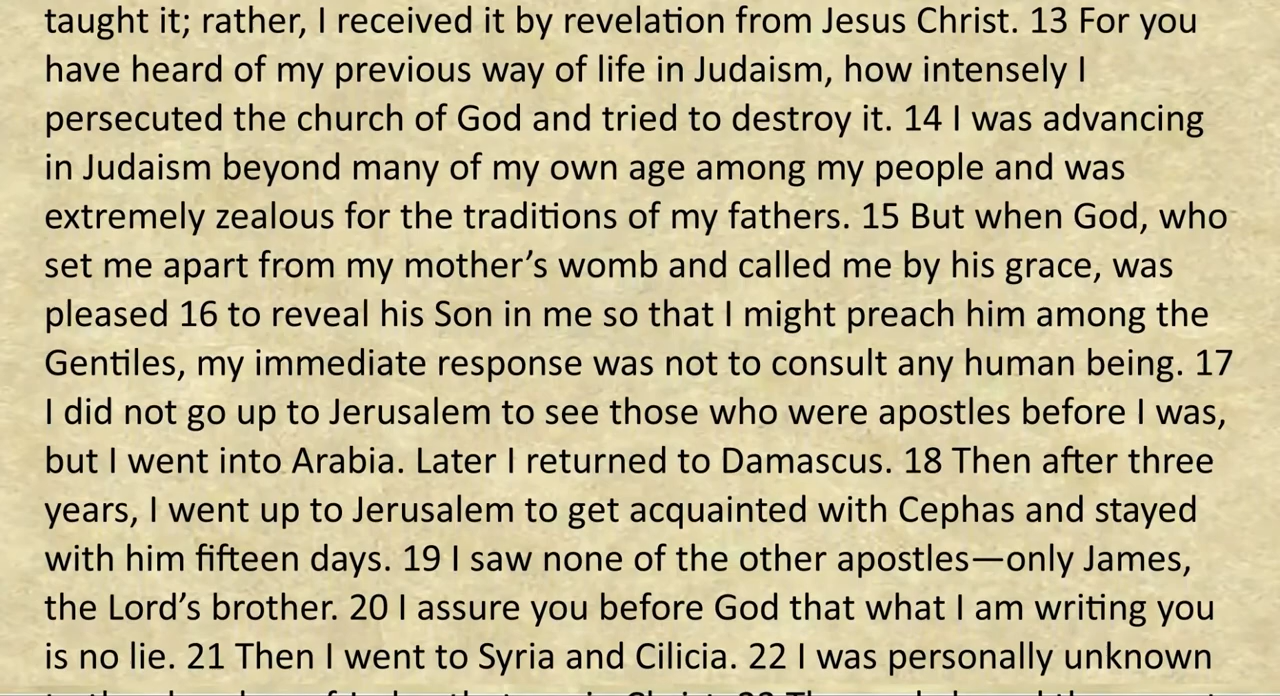 taught it; rather, I received it by revelation from Jesus Christ. 13 For you
have heard of my previous way of life in Judaism, how intensely I
persecuted the church of God and tried to destroy it. 14 I was advancing
in Judaism beyond many of my own age among my people and was
extremely zealous for the traditions of my fathers. 15 But when God, who
set me apart from my mother’s womb and called me by his grace, was
pleased 16 to reveal his Son in me so that I might preach him among the
Gentiles, my immediate response was not to consult any human being. 17
I did not go up to Jerusalem to see those who were apostles before I was,
but I went into Arabia. Later I returned to Damascus. 18 Then after three
years, I went up to Jerusalem to get acquainted with Cephas and stayed
with him fifteen days. 19 I saw none of the other apostles—only James,
the Lord’s brother. 20 I assure you before God that what I am writing you
is no lie. 21 Then I went to Syria and Cilicia. 22 I was personally unknown